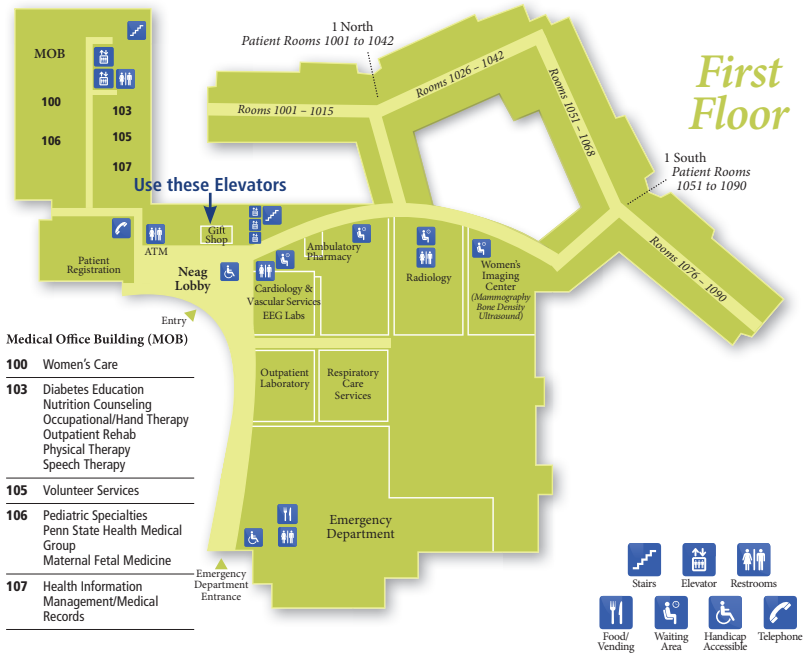 First
Floor
1 North
Patient Rooms 1001 to 1042
MOB
100
106
103
105
107
Rooms 1001 – 1015
Rooms 1026 – 1042
Rooms 1051 – 1068
1 South
Patient Rooms
1051 to 1090
Rooms 1076 – 1090
Use these Elevators
Gift
Shop
ATM
Patient
Registration
Neag
Lobby
Entry
Ambulatory
Pharmacy
Cardiology &
Vascular Services
EEG Labs
Radiology
Women's
Imaging
Center
(Mammography
Bone Density
Ultrasound)
Outpatient
Laboratory
Respiratory
Care
Services
Emergency
Department
Emergency
Department
Entrance
Medical Office Building (MOB)
100 Women's Care
103 Diabetes Education
Nutrition Counseling
Occupational/Hand Therapy
Outpatient Rehab
Physical Therapy
Speech Therapy
105 Volunteer Services
106 Pediatric Specialties
Penn State Health Medical
Group
Maternal Fetal Medicine
107 Health Information
Management/Medical
Records
Stairs
Elevator
Restrooms
Food/
Vending
Waiting
Area
Handicap
Accessible
Telephone